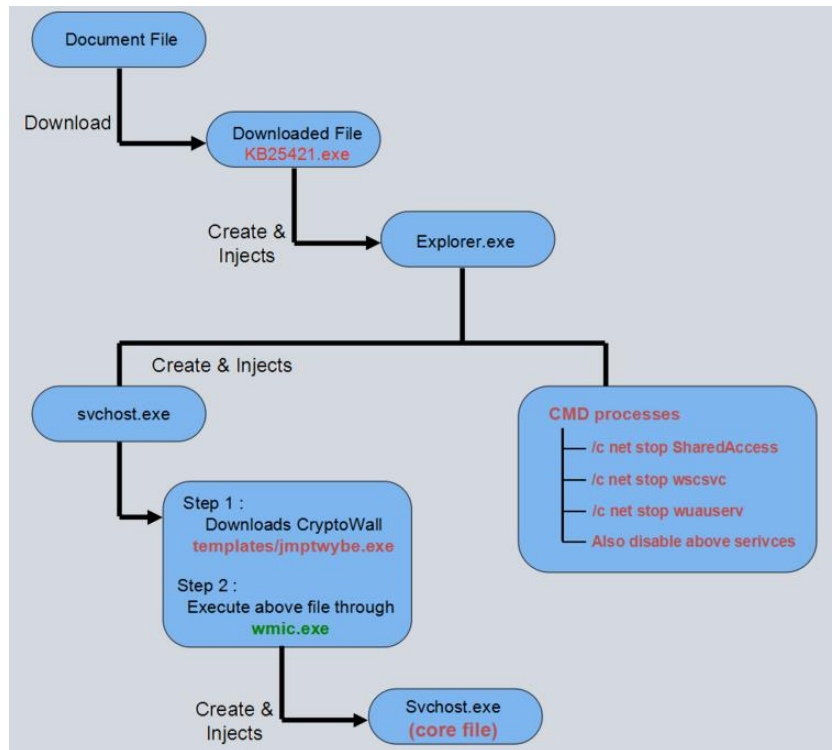 Document File
Download
Downloaded File
KB25421.exe
Create &
Injects
Explorer.exe
Create & Injects
svchost.exe
CMD processes
/c net stop SharedAccess
/c net stop wscsvc
/c net stop wuauserv
Also disable above serivces
Step 1 :
Downloads CryptoWall
templates/jmptwybe.exe
Step 2 :
Execute above file through
wmic.exe
Create &
Injects
Svchost.exe
(core file)